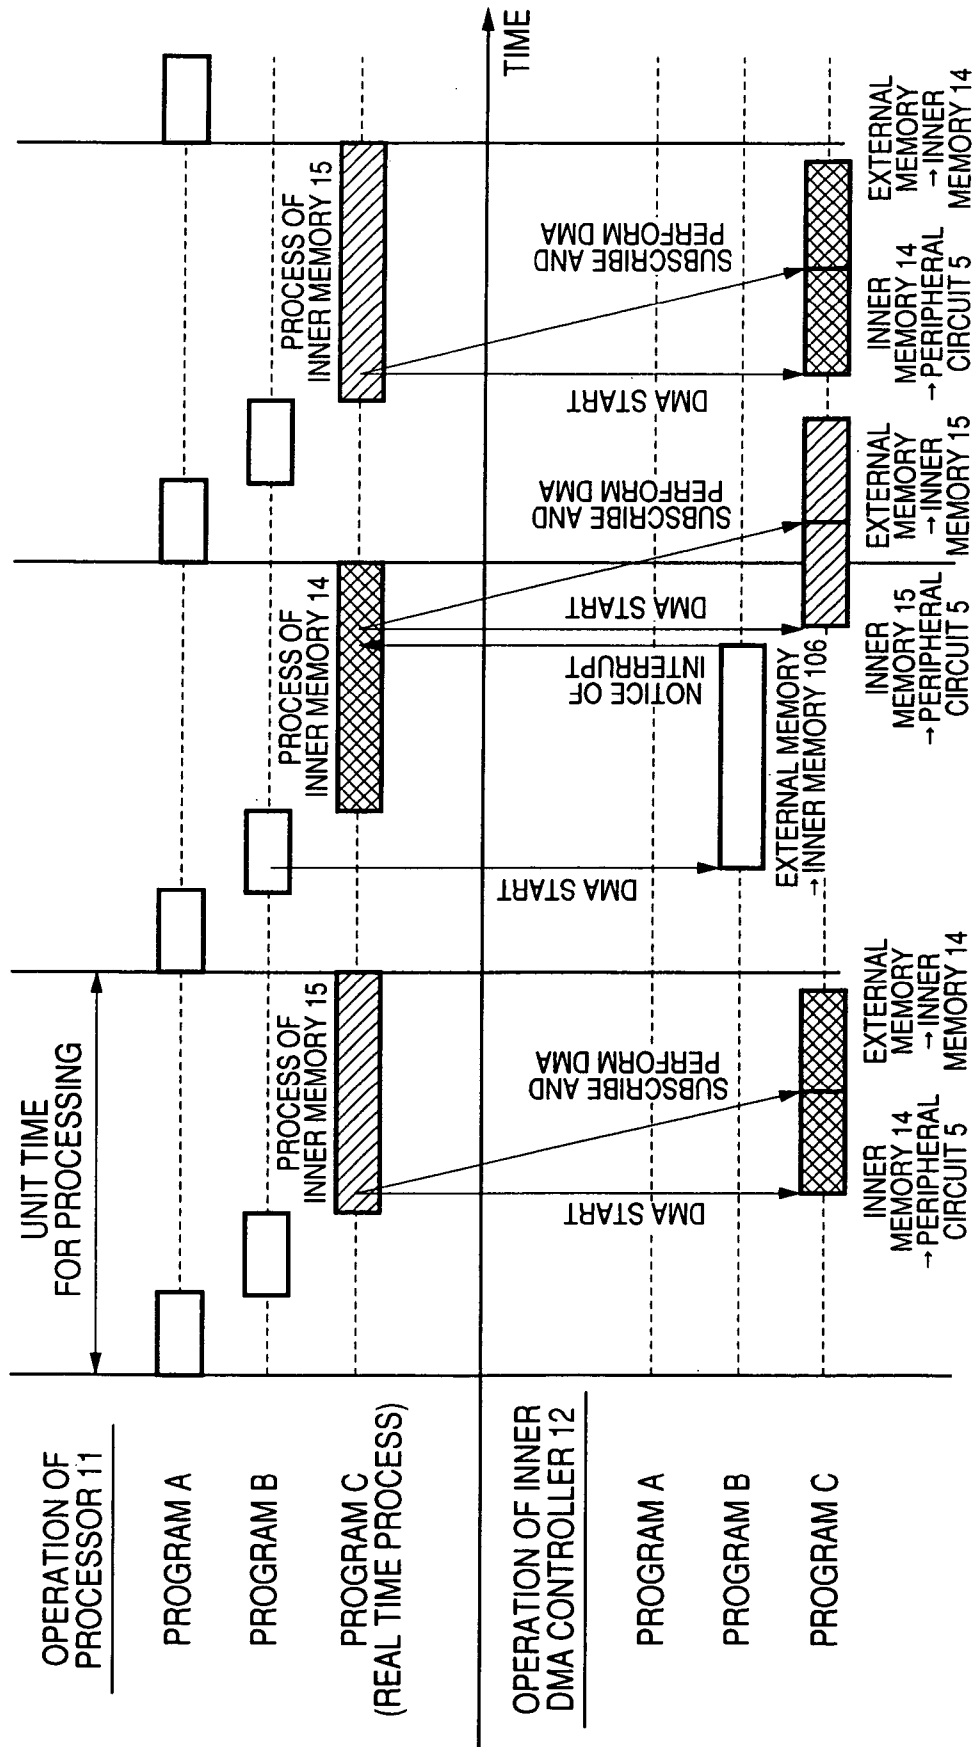 OPERATION OF
PROCESSOR 11
PROGRAM A
PROGRAM B
PROGRAM C
(REAL TIME PROCESS)
UNIT TIME
FOR PROCESSING
PROCESS OF
INNER MEMORY 15
PROCESS OF
INNER MEMORY 14
PROCESS OF
INNER MEMORY 15
TIME
OPERATION OF INNER
DMA CONTROLLER 12
PROGRAM A
PROGRAM B
PROGRAM C
DMA START
SUBSCRIBE AND
PERFORM DMA
DMA START
NOTICE OF
INTERRUPT
DMA START
SUBSCRIBE AND
PERFORM DMA
DMA START
SUBSCRIBE AND
PERFORM DMA
EXTERNAL MEMORY
→INNER MEMORY 106
INNER
MEMORY 14
→PERIPHERAL
CIRCUIT 5
EXTERNAL
MEMORY
→INNER
MEMORY 14
INNER
MEMORY 15
→PERIPHERAL
CIRCUIT 5
EXTERNAL
MEMORY
→INNER
MEMORY 15
INNER
MEMORY 14
→PERIPHERAL
CIRCUIT 5
EXTERNAL
MEMORY
→INNER
MEMORY 14